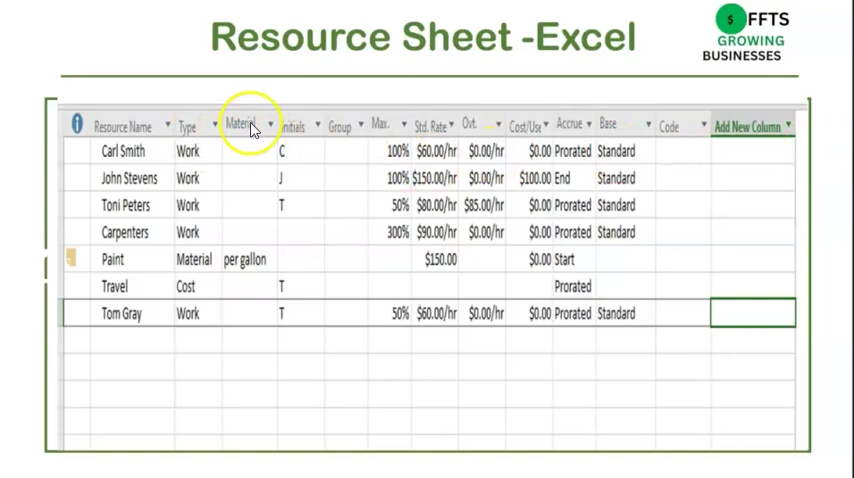 Resource Sheet -Excel
$ FFTS
GROWING
BUSINESSES
Resource Name Type Material Initials Group Max. Std. Rate Ovt. Cost/Use Accrue Base Code Add New Column
Carl Smith Work C 100% $60.00/hr $0.00/hr $0.00 Prorated Standard
John Stevens Work J 100% $150.00/hr $0.00/hr $100.00 End Standard
Toni Peters Work T 50% $80.00/hr $85.00/hr $0.00 Prorated Standard
Carpenters Work 300% $90.00/hr $0.00/hr $0.00 Prorated Standard
Paint Material per gallon $150.00 $0.00 Start
Travel Cost T Prorated
Tom Gray Work T 50% $60.00/hr $0.00/hr $0.00 Prorated Standard